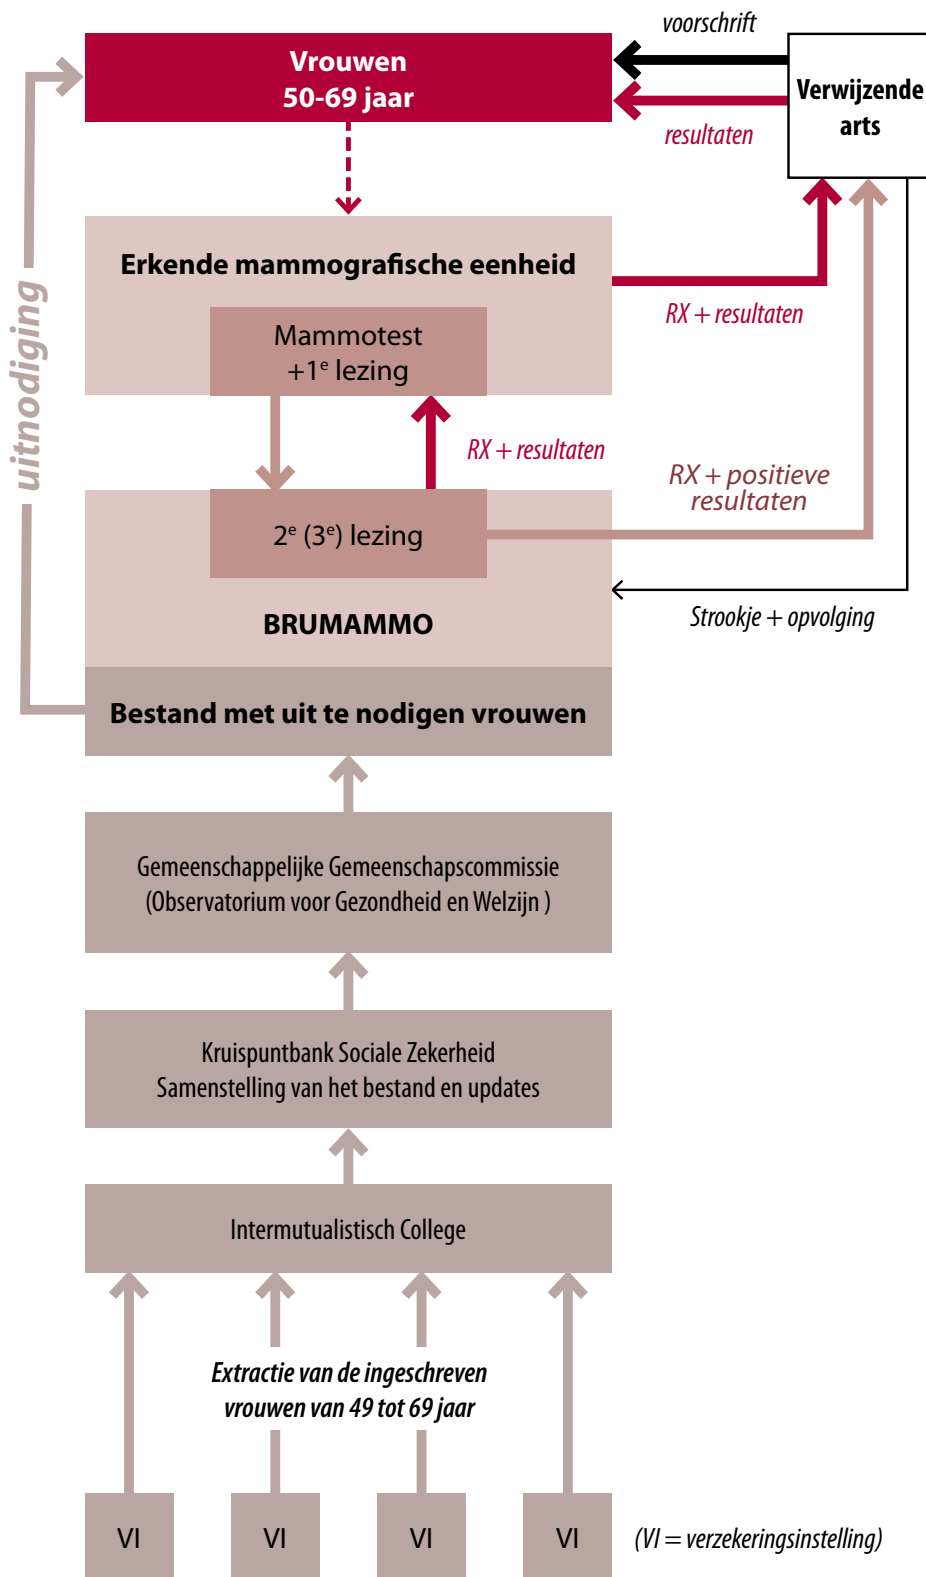 voorschrift
Vrouwen
50-69 jaar
Verwijzende
arts
resultaten
uitnodiging
Erkende mammografische eenheid
RX + resultaten
Mammotest
+1e lezing
RX + resultaten
RX + positieve
resultaten
2e (3e) lezing
Strookje + opvolging
BRUMAMMO
Bestand met uit te nodigen vrouwen
Gemeenschappelijke Gemeenschapscommissie
(Observatorium voor Gezondheid en Welzijn )
Kruispuntbank Sociale Zekerheid
Samenstelling van het bestand en updates
Intermutualistisch College
Extractie van de ingeschreven
vrouwen van 49 tot 69 jaar
VI
VI
VI
VI
(VI = verzekeringsinstelling)